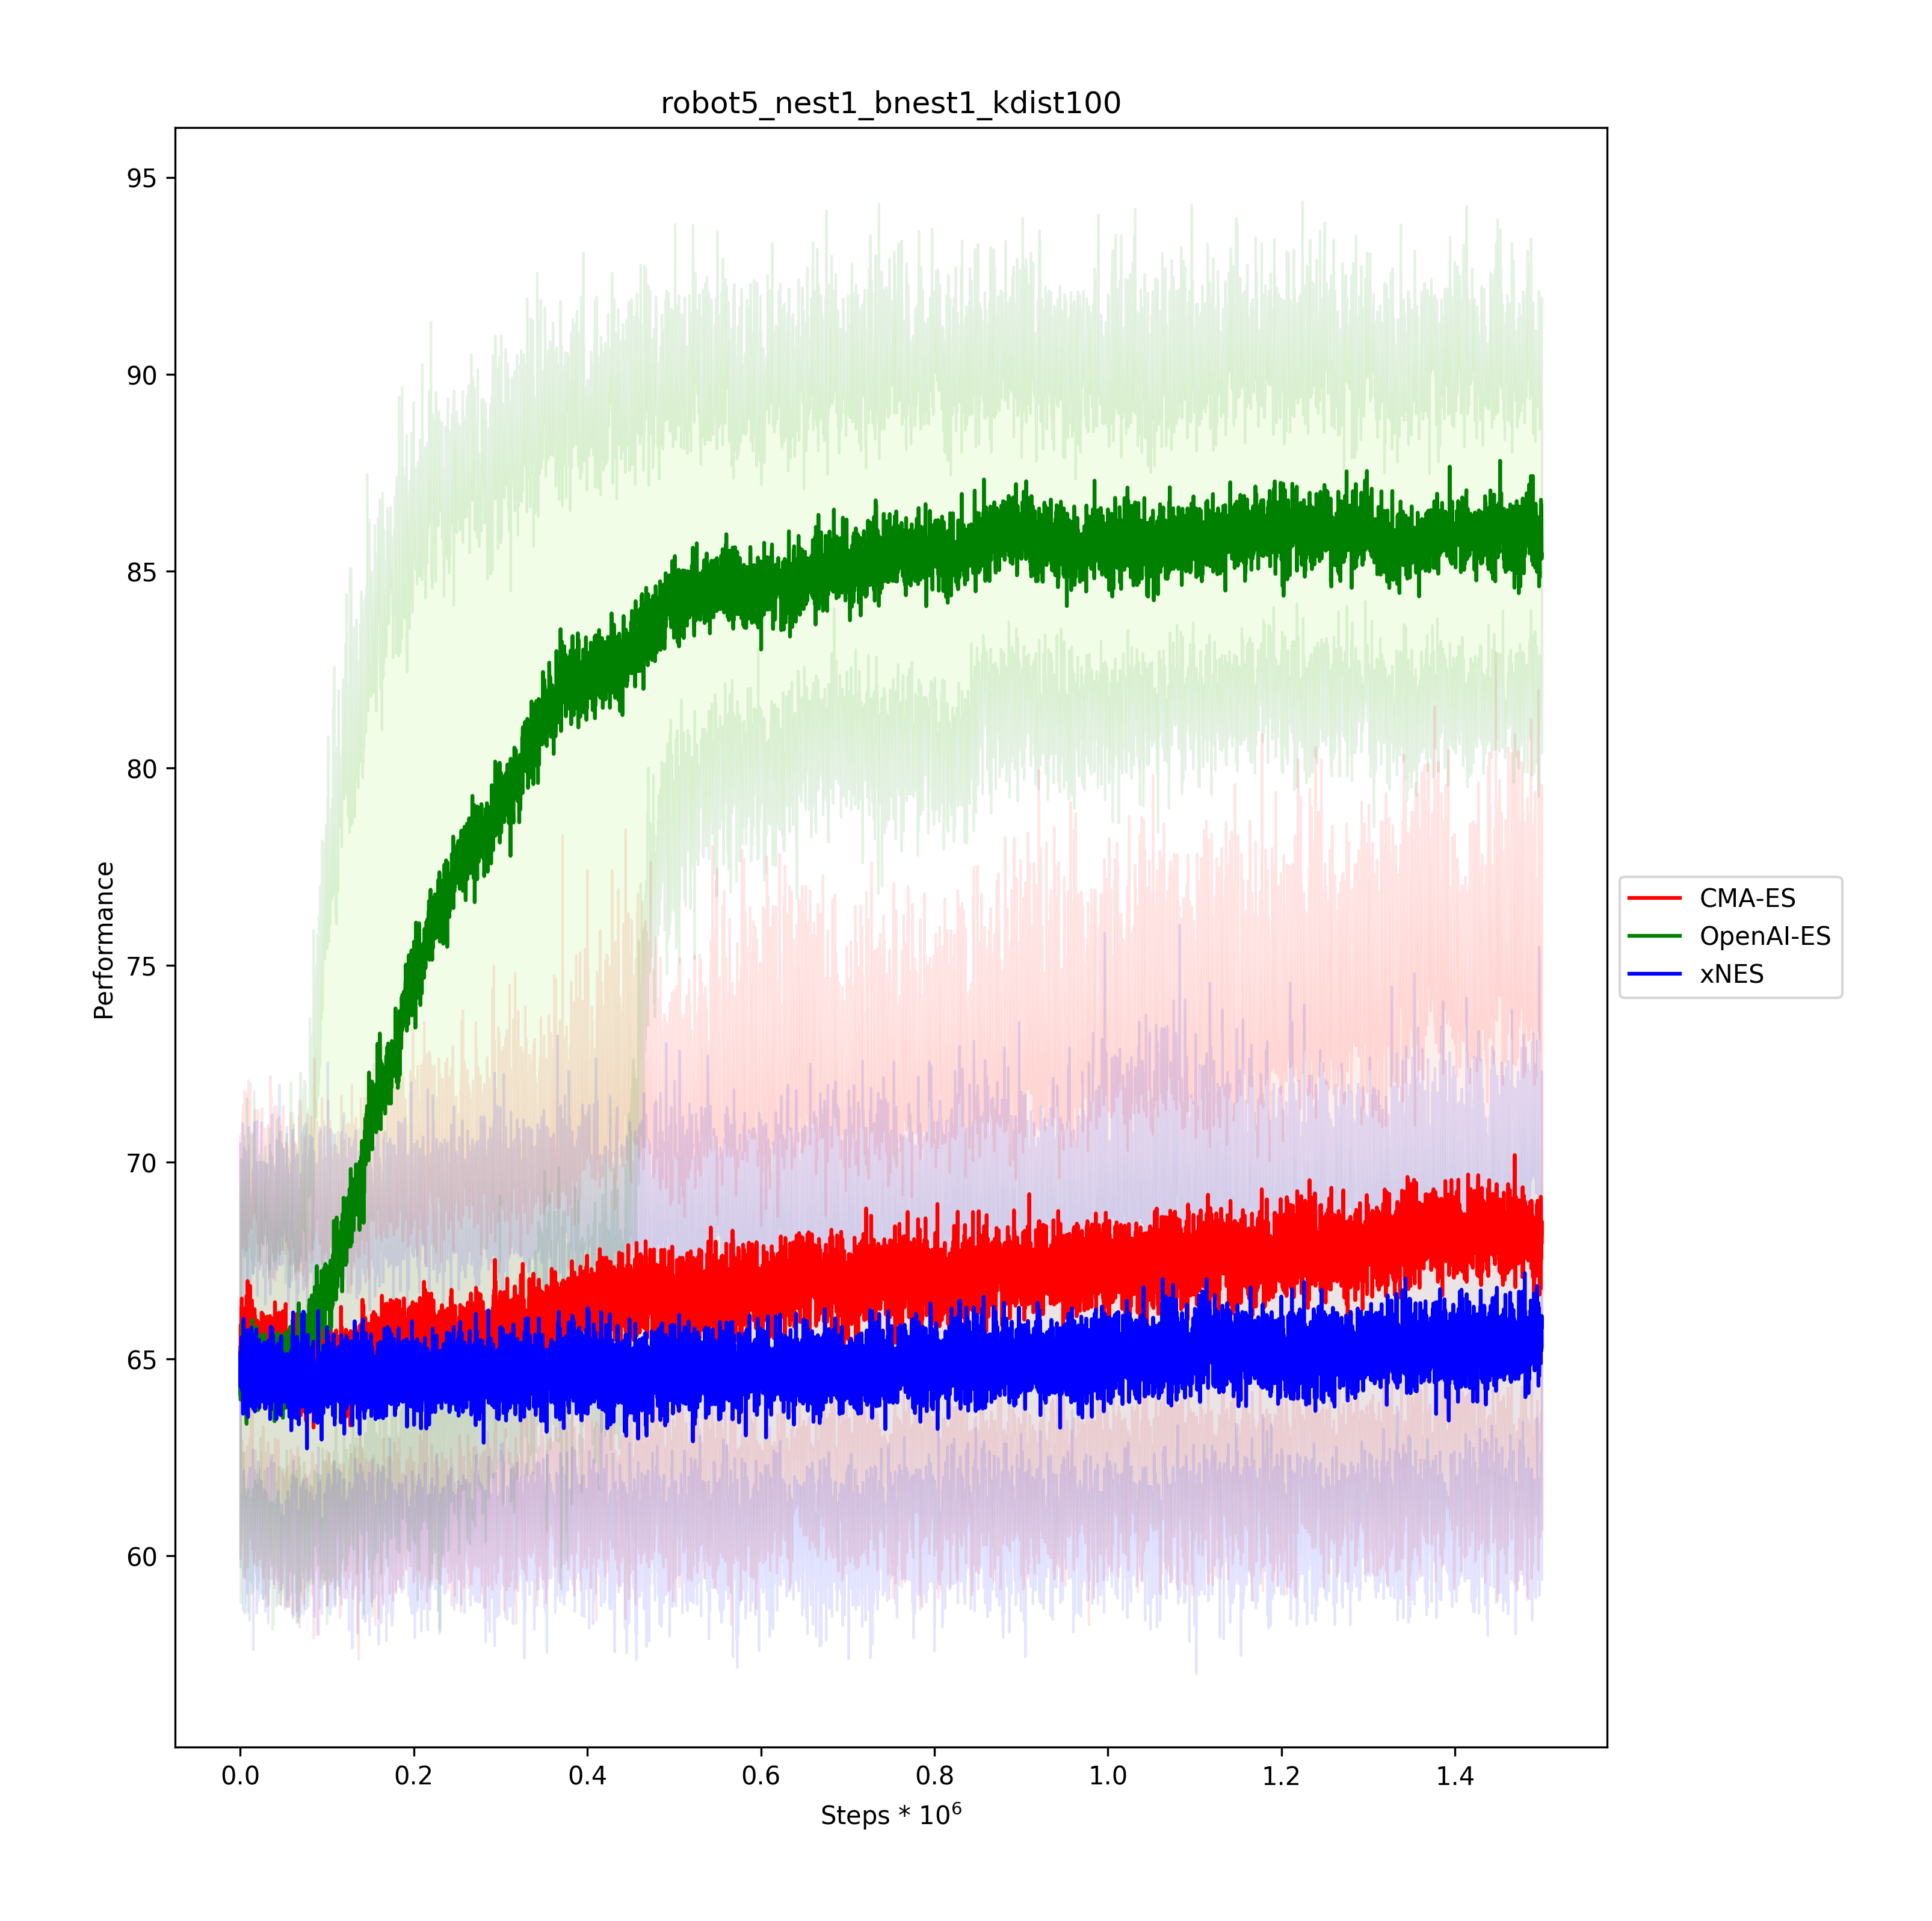 robot5_nest1_bnest1_kdist100
95
90
85
80
75
70
65
60
Performance
0.0 0.2 0.4 0.6 0.8 1.0 1.2 1.4
Steps * 10⁶
CMA-ES
OpenAI-ES
xNES